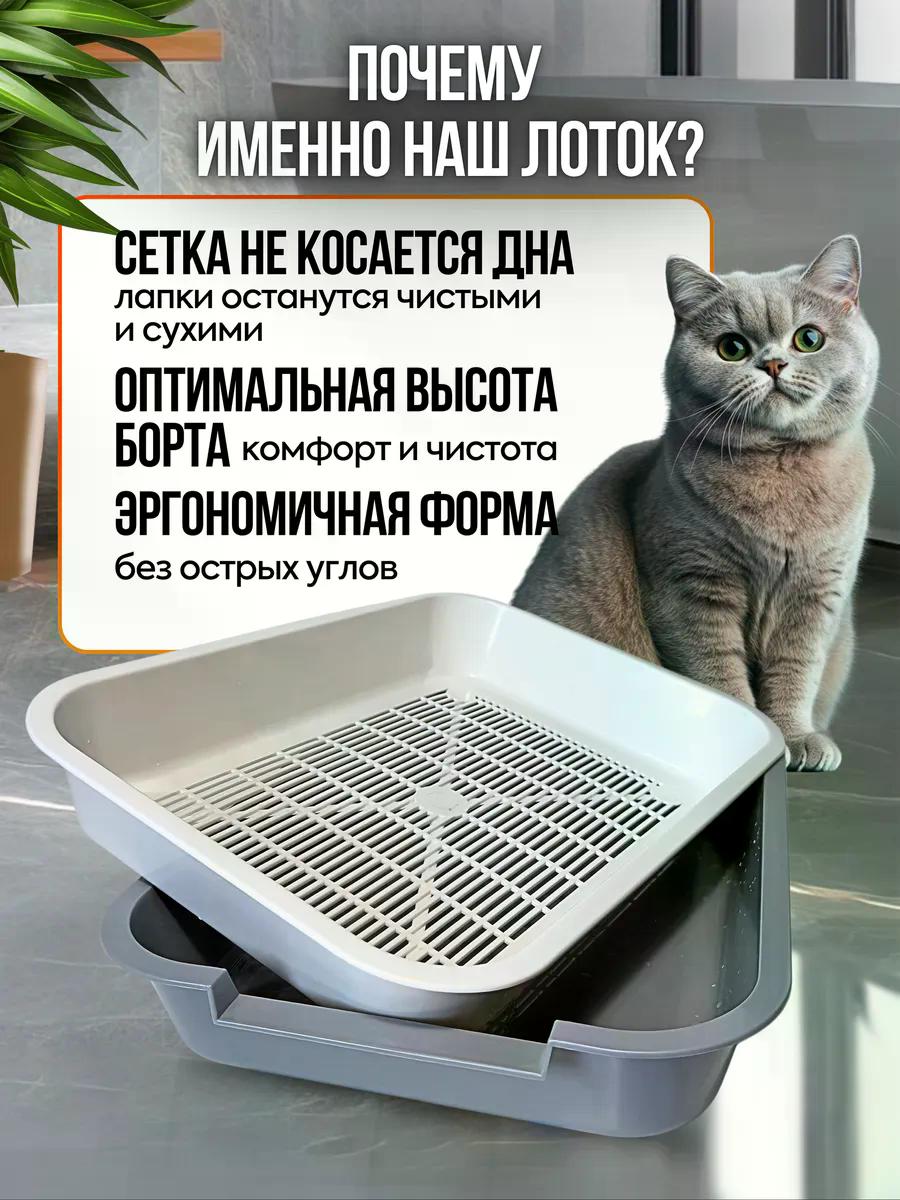 ПОЧЕМУ
ИМЕННО НАШ ЛОТОК?
СЕТКА НЕ КОСАЕТСЯ ДНА
лапки останутся чистыми
и сухими
ОПТИМАЛЬНАЯ ВЫСОТА
БОРТА комфорт и чистота
ЭРГОНОМИЧНАЯ ФОРМА
без острых углов